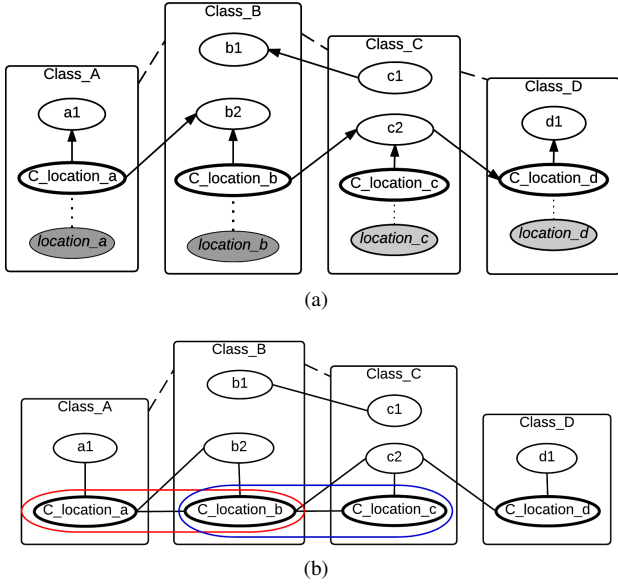 Class_B
Class_A
Class_C
Class_D
b1
c1
a1
b2
c2
d1
C_location_a
C_location_b
C_location_c
C_location_d
location_a
location_b
location_c
location_d
(a)
Class_B
Class_A
Class_C
Class_D
b1
c1
a1
b2
c2
d1
C_location_a
C_location_b
C_location_c
C_location_d
(b)